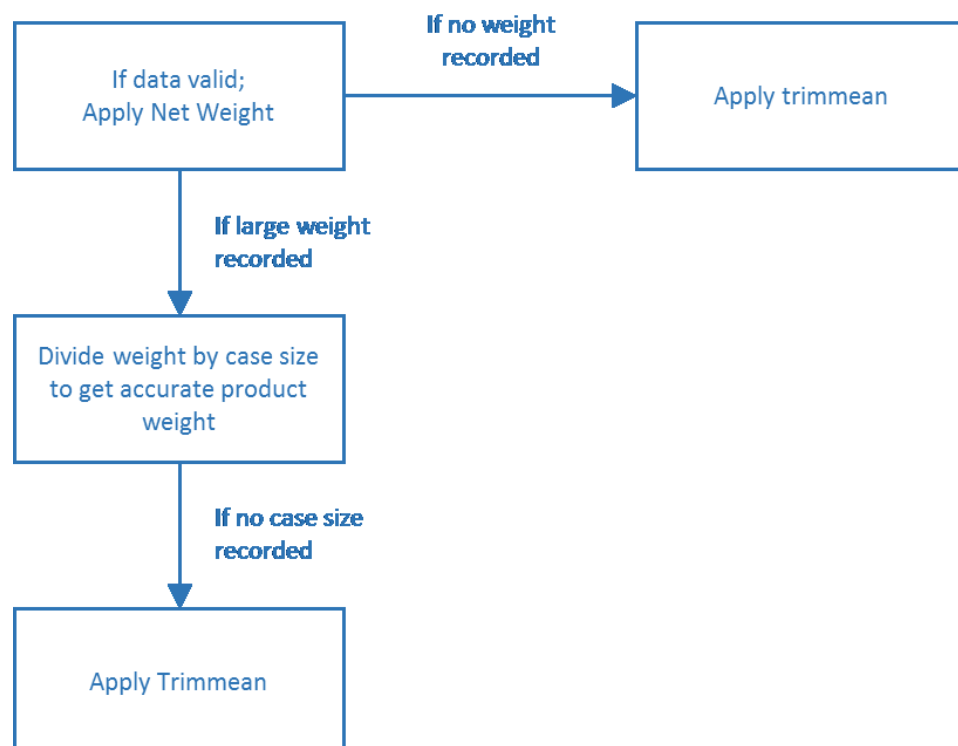 If data valid;
Apply Net Weight
If no weight
recorded
Apply trimmean
If large weight
recorded
Divide weight by case size
to get accurate product
weight
If no case size
recorded
Apply Trimmean